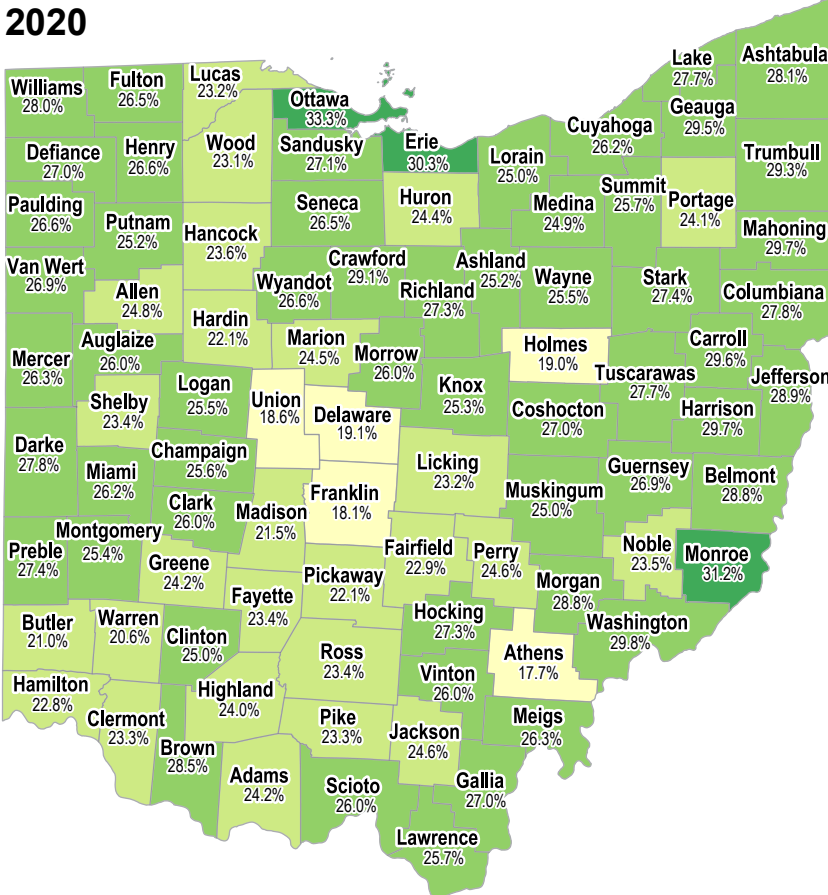 2020
Williams
28.0%
Fulton
26.5%
Lucas
23.2%
Ottawa
33.3%
Lake
27.7%
Ashtabula
28.1%
Geauga
29.5%
Cuyahoga
26.2%
Defiance
27.0%
Henry
26.6%
Wood
23.1%
Sandusky
27.1%
Erie
30.3%
Lorain
25.0%
Trumbull
29.3%
Paulding
26.6%
Putnam
25.2%
Hancock
23.6%
Seneca
26.5%
Huron
24.4%
Medina
24.9%
Summit
25.7%
Portage
24.1%
Mahoning
29.7%
Van Wert
26.9%
Allen
24.8%
Wyandot
26.6%
Crawford
29.1%
Richland
27.3%
Ashland
25.2%
Wayne
25.5%
Stark
27.4%
Columbiana
27.8%
Mercer
26.3%
Auglaize
26.0%
Hardin
22.1%
Marion
24.5%
Morrow
26.0%
Holmes
19.0%
Tuscarawas
27.7%
Carroll
29.6%
Jefferson
28.9%
Shelby
23.4%
Logan
25.5%
Union
18.6%
Delaware
19.1%
Knox
25.3%
Coshocton
27.0%
Harrison
29.7%
Darke
27.8%
Miami
26.2%
Champaign
25.6%
Licking
23.2%
Guernsey
26.9%
Belmont
28.8%
Clark
26.0%
Madison
21.5%
Franklin
18.1%
Muskingum
25.0%
Preble
27.4%
Montgomery
25.4%
Greene
24.2%
Fairfield
22.9%
Perry
24.6%
Noble
23.5%
Monroe
31.2%
Fayette
23.4%
Pickaway
22.1%
Morgan
28.8%
Butler
21.0%
Warren
20.6%
Clinton
25.0%
Hocking
27.3%
Washington
29.8%
Ross
23.4%
Athens
17.7%
Hamilton
22.8%
Clermont
23.3%
Highland
24.0%
Vinton
26.0%
Pike
23.3%
Jackson
24.6%
Meigs
26.3%
Brown
28.5%
Adams
24.2%
Scioto
26.0%
Gallia
27.0%
Lawrence
25.7%